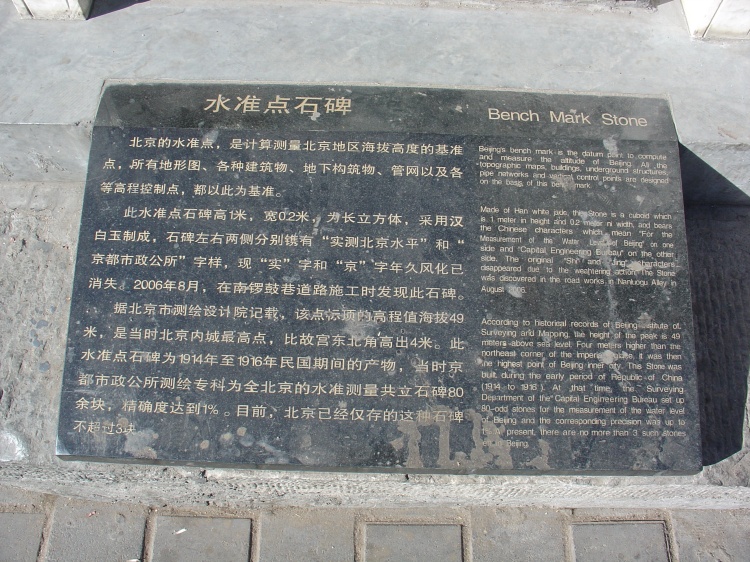 水准点石碑
北京的水准点，是计算测量北京地区海拔高度的基准
点，所有地形图、各种建筑物、地下构筑物、管网以及各
等高程控制点，都以此为基准。
此水准点石碑高1米，宽0.2米，为长立方体，采用汉
白玉制成，石碑左右两侧分别镌有“实测北京水平”和“
京都市政公所”字样，现“实”字和“京”字年久风化已
消失。2006年8月，在南锣鼓巷道路施工时发现此石碑。
据北京市测绘设计院记载，该点标顶的高程值海拔49
米，是当时北京内城最高点，比故宫东北角高出4米。此
水准点石碑为1914年至1916年民国期间的产物，当时京
都市政公所测绘专科为全北京的水准测量共立石碑80
余块，精确度达到1%。目前，北京已经仅存的这种石碑
不超过3块
Bench Mark Stone
Beijing's bench mark is the datum point to compute
and measure the altitude of Beijing. All the
topographic maps, buildings, underground structures,
pipe networks and vertical control points are designed
on the basis of this bench mark.
Made of Han white jade, the Stone is a cuboid which
is 1 meter in height and 0.2 meter ni width, and bears
the Chinese characters which mean "For the
Measurement of the Water Level of Beijing" on one
side and "Capital Engineering Bureau" on the other
side. The original "Shi" and "Jing" characters
disappeared due to the weathering action. The Stone
was discovered in the road works in Nanluogu Alley in
August 2006.
According to historical records of Beijing Institute of
Surveying and Mapping, the height of the peak is 49
meters above sea level. Four meters higher than the
northeast corner of the imperial palace, it was then
the highest point of Beijing inner city. This Stone was
built during the early period of Republic of China
(1914 to 1916). At that time, the Surveying
Department of the Capital Engineering Bureau set up
80-odd stones for the measurement of the water level
of Beijing and the corresponding precision was up to
present, there are no more than 3 such stones
Beijing.